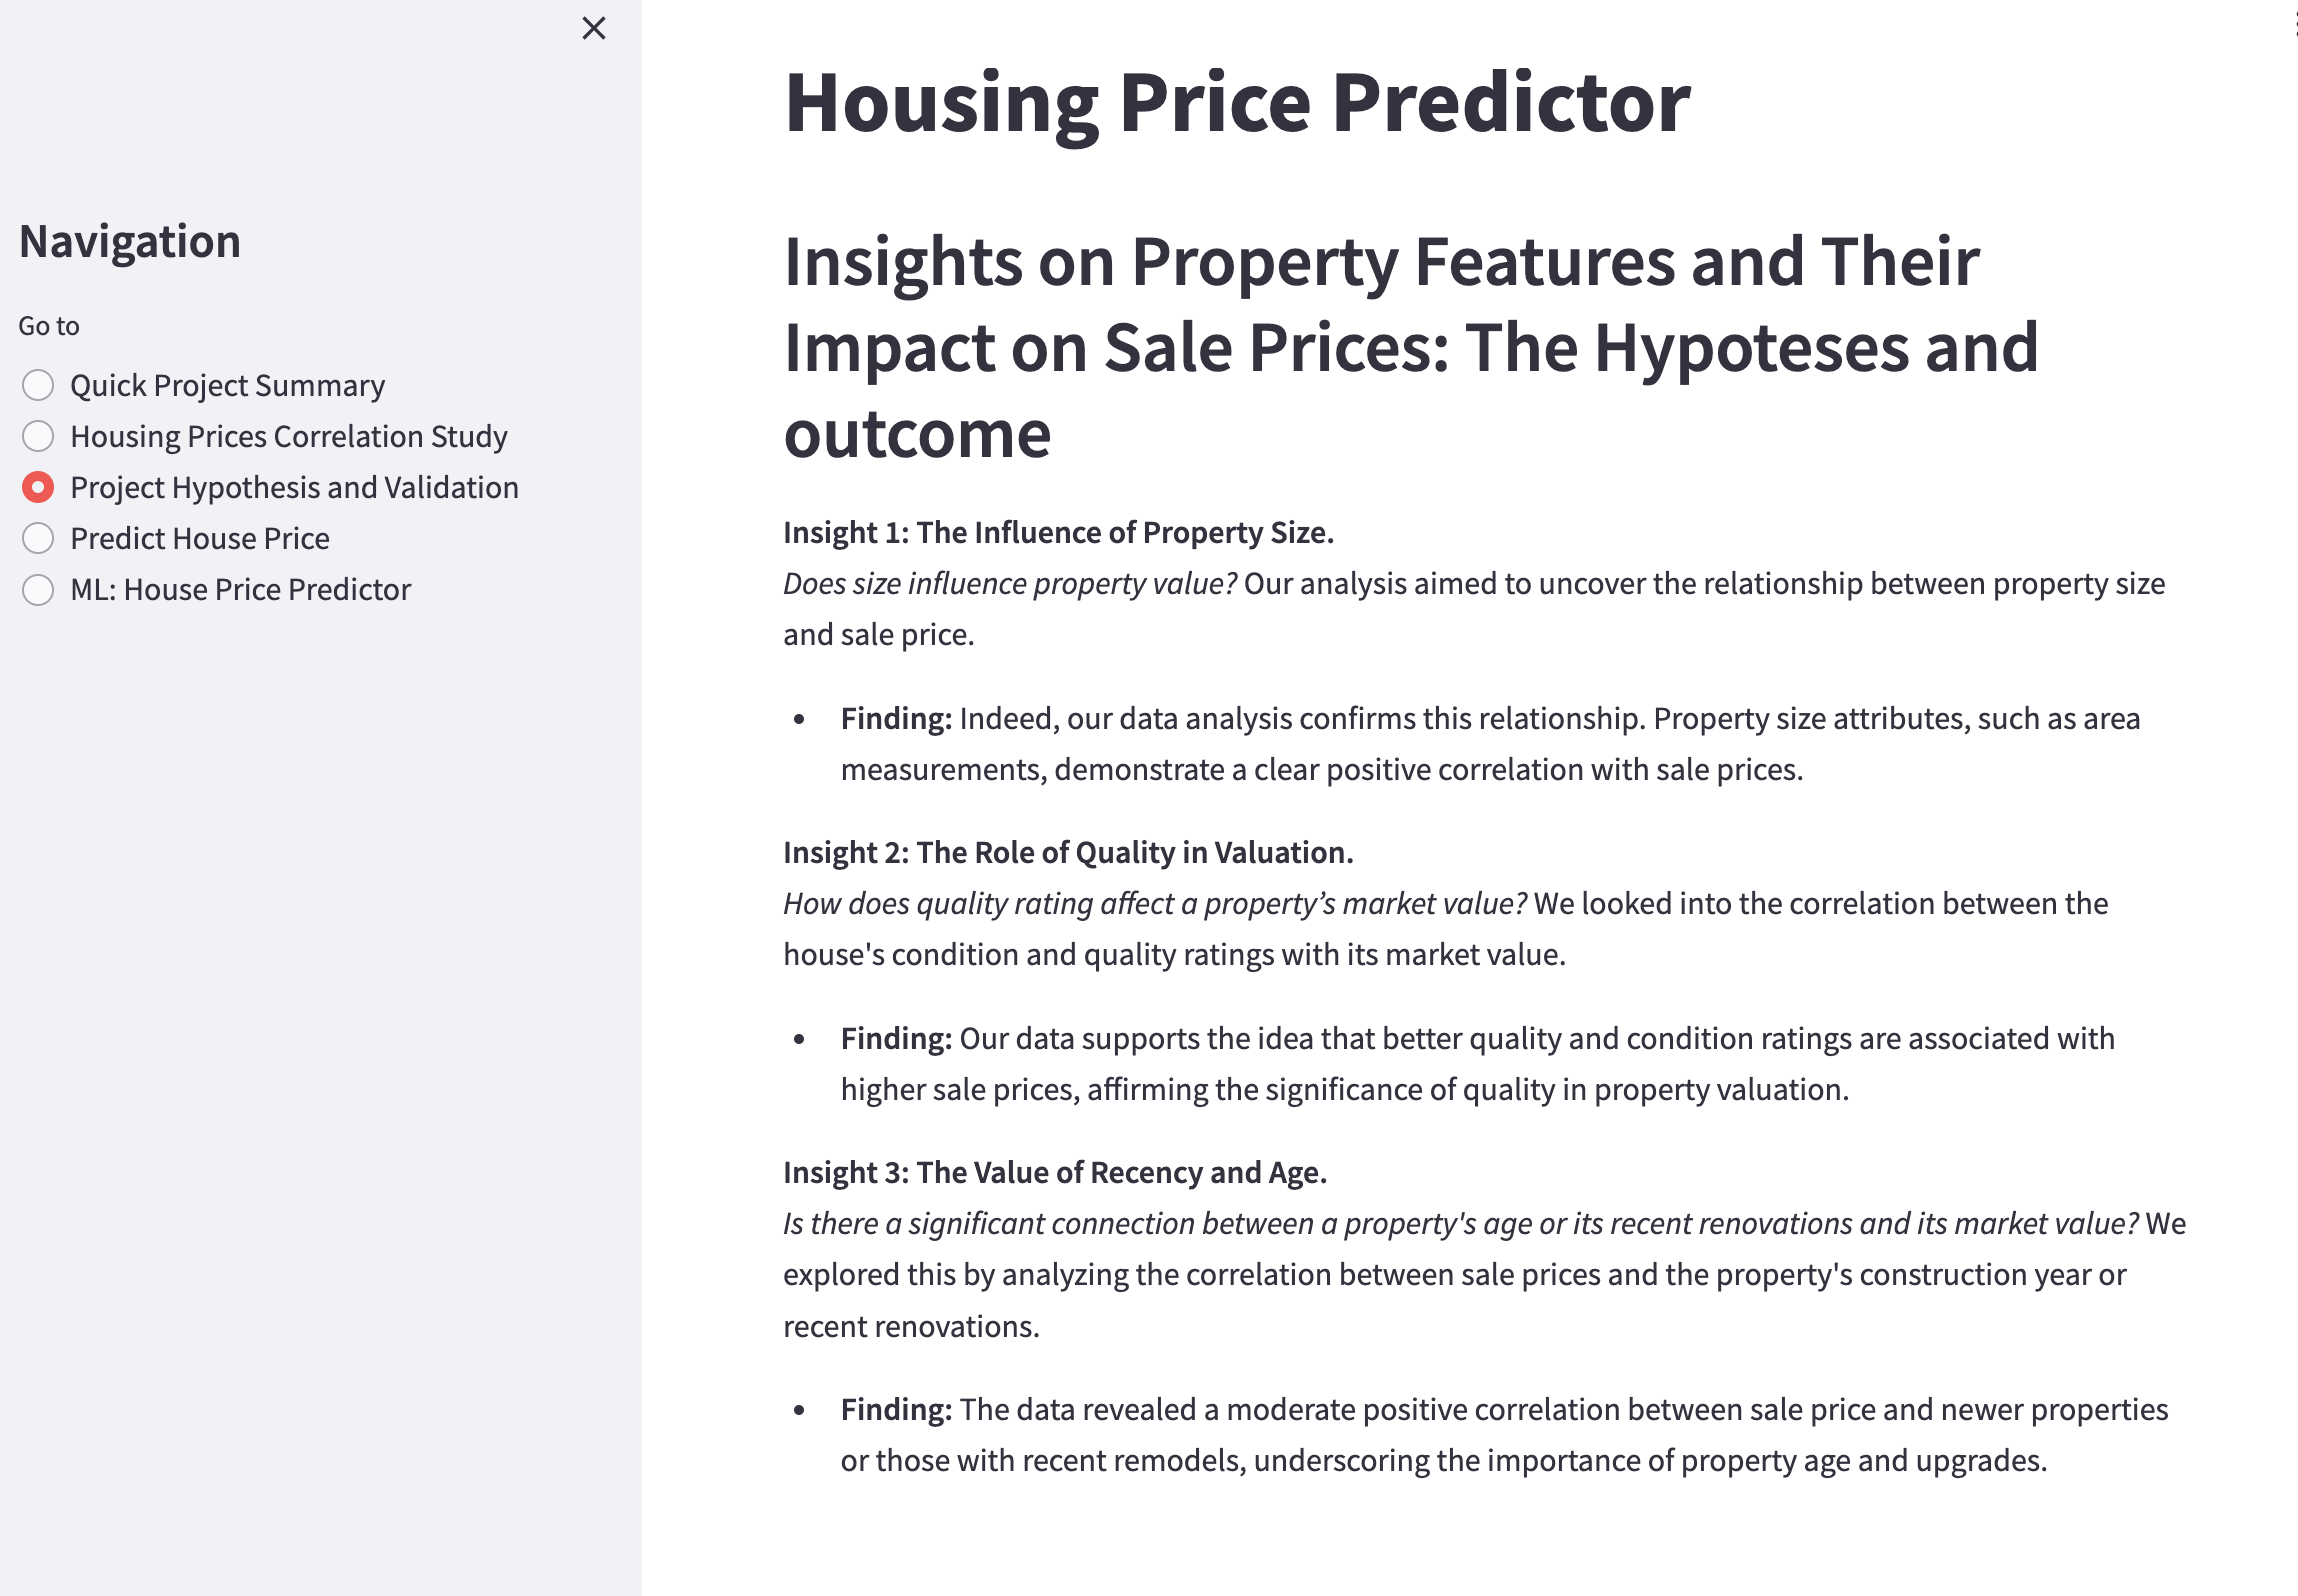 Navigation
Go to
Quick Project Summary
Housing Prices Correlation Study
Project Hypothesis and Validation
Predict House Price
ML: House Price Predictor
Housing Price Predictor
Insights on Property Features and Their
Impact on Sale Prices: The Hypoteses and
outcome
Insight 1: The Influence of Property Size.
Does size influence property value? Our analysis aimed to uncover the relationship between property size
and sale price.
• Finding: Indeed, our data analysis confirms this relationship. Property size attributes, such as area
measurements, demonstrate a clear positive correlation with sale prices.
Insight 2: The Role of Quality in Valuation.
How does quality rating affect a property’s market value? We looked into the correlation between the
house's condition and quality ratings with its market value.
• Finding: Our data supports the idea that better quality and condition ratings are associated with
higher sale prices, affirming the significance of quality in property valuation.
Insight 3: The Value of Recency and Age.
Is there a significant connection between a property's age or its recent renovations and its market value? We
explored this by analyzing the correlation between sale prices and the property's construction year or
recent renovations.
• Finding: The data revealed a moderate positive correlation between sale price and newer properties
or those with recent remodels, underscoring the importance of property age and upgrades.